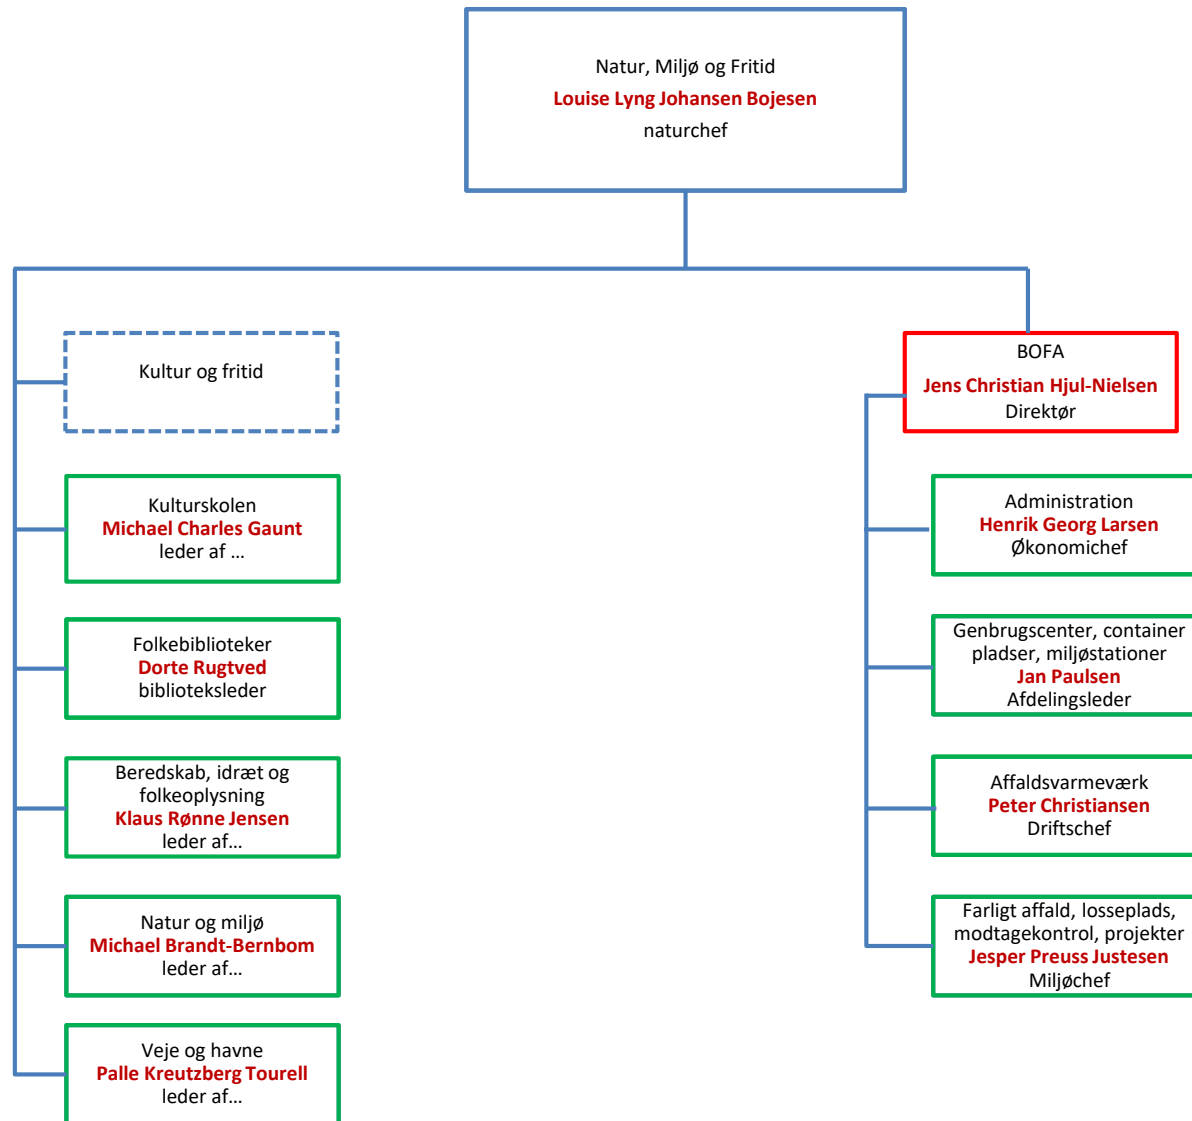 Natur, Miljø og Fritid
Louise Lyng Johansen Bojesen
naturchef
Kultur og fritid
Kulturskolen
Michael Charles Gaunt
leder af ...
Folkebiblioteker
Dorte Rugtved
biblioteksleder
Beredskab, idræt og
folkeoplysning
Klaus Rønne Jensen
leder af...
Natur og miljø
Michael Brandt-Bernbom
leder af...
Veje og havne
Palle Kreutzberg Tourell
leder af...
BOFA
Jens Christian Hjul-Nielsen
Direktør
Administration
Henrik Georg Larsen
Økonomichef
Genbrugscenter, container
pladser, miljøstationer
Jan Paulsen
Afdelingsleder
Affaldsvarmeværk
Peter Christiansen
Driftschef
Farligt affald, losseplads,
modtagekontrol, projekter
Jesper Preuss Justesen
Miljøchef